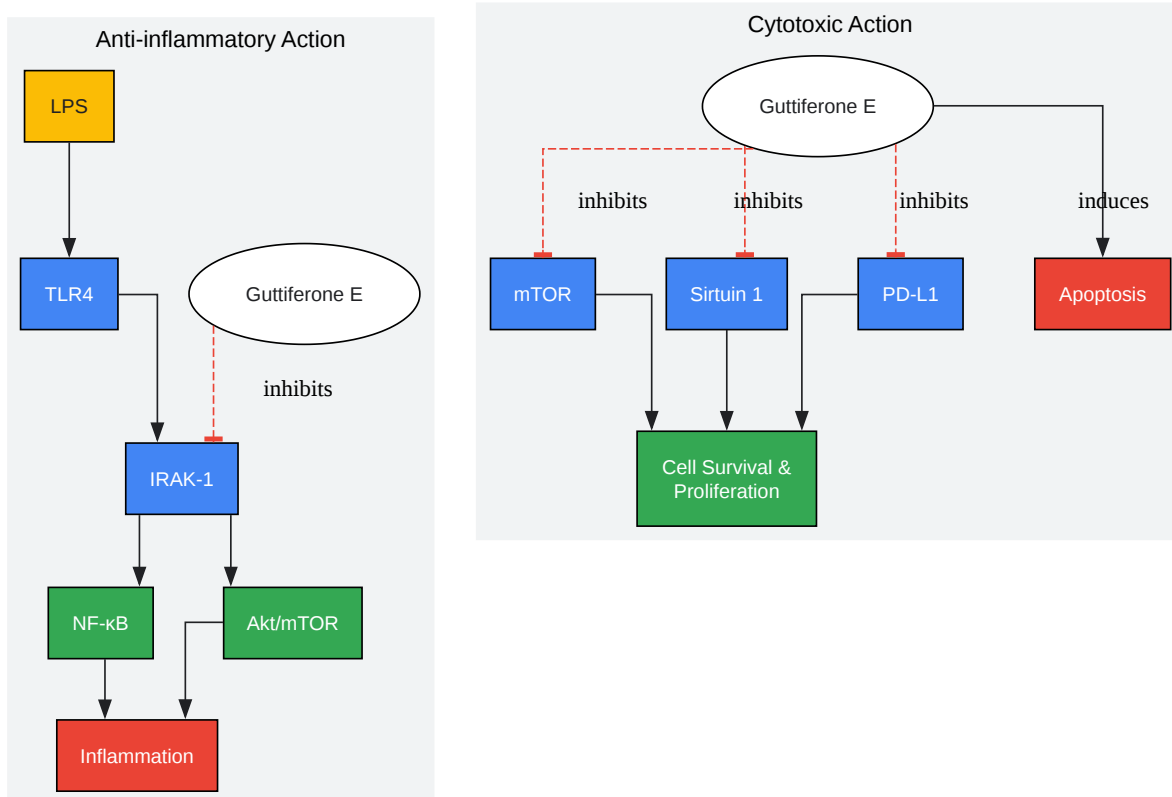 Anti-inflammatory Action
LPS
TLR4
Guttiferone E
inhibits
IRAK-1
NF-κB
Akt/mTOR
Inflammation
Cytotoxic Action
Guttiferone E
inhibits
inhibits
inhibits
induces
mTOR
Sirtuin 1
PD-L1
Apoptosis
Cell Survival &
Proliferation